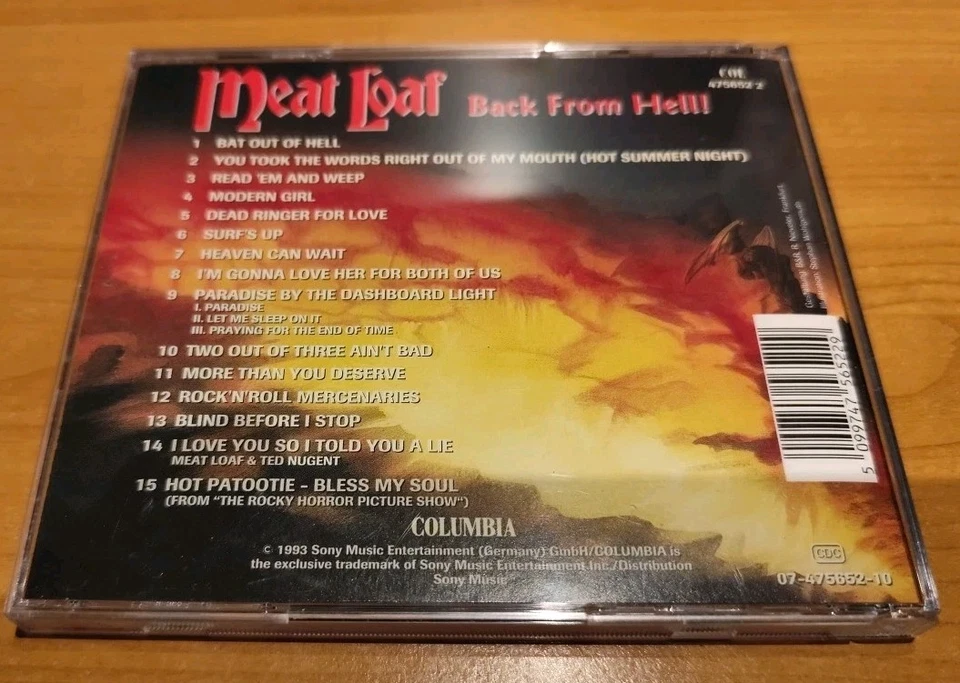 Meat Loaf Back From Hell!
COL
475652 2
1 BAT OUT OF HELL
2 YOU TOOK THE WORDS RIGHT OUT OF MY MOUTH (HOT SUMMER NIGHT)
3 READ 'EM AND WEEP
4 MODERN GIRL
5 DEAD RINGER FOR LOVE
6 SURF'S UP
7 HEAVEN CAN WAIT
8 I'M GONNA LOVE HER FOR BOTH OF US
9 PARADISE BY THE DASHBOARD LIGHT
I. PARADISE
II. LET ME SLEEP ON IT
III. PRAYING FOR THE END OF TIME
10 TWO OUT OF THREE AIN'T BAD
11 MORE THAN YOU DESERVE
12 ROCK'N'ROLL MERCENARIES
13 BLIND BEFORE I STOP
14 I LOVE YOU SO I TOLD YOU A LIE
MEAT LOAF & TED NUGENT
15 HOT PATOOTIE - BLESS MY SOUL
(FROM "THE ROCKY HORROR PICTURE SHOW")
COLUMBIA
© 1993 Sony Music Entertainment (Germany) GmbH/COLUMBIA is
the exclusive trademark of Sony Music Entertainment Inc./Distribution
Sony Music
CDC
07-475652-10
5 099747 565229